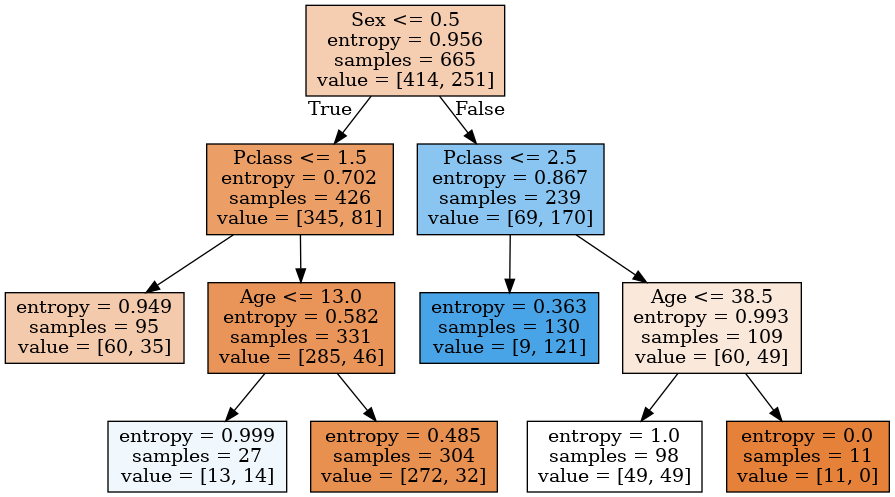 Sex <= 0.5
entropy = 0.956
samples = 665
value = [414, 251]
True
False
Pclass <= 1.5
entropy = 0.702
samples = 426
value = [345, 81]
Pclass <= 2.5
entropy = 0.867
samples = 239
value = [69, 170]
entropy = 0.949
samples = 95
value = [60, 35]
Age <= 13.0
entropy = 0.582
samples = 331
value = [285, 46]
entropy = 0.363
samples = 130
value = [9, 121]
Age <= 38.5
entropy = 0.993
samples = 109
value = [60, 49]
entropy = 0.999
samples = 27
value = [13, 14]
entropy = 0.485
samples = 304
value = [272, 32]
entropy = 1.0
samples = 98
value = [49, 49]
entropy = 0.0
samples = 11
value = [11, 0]